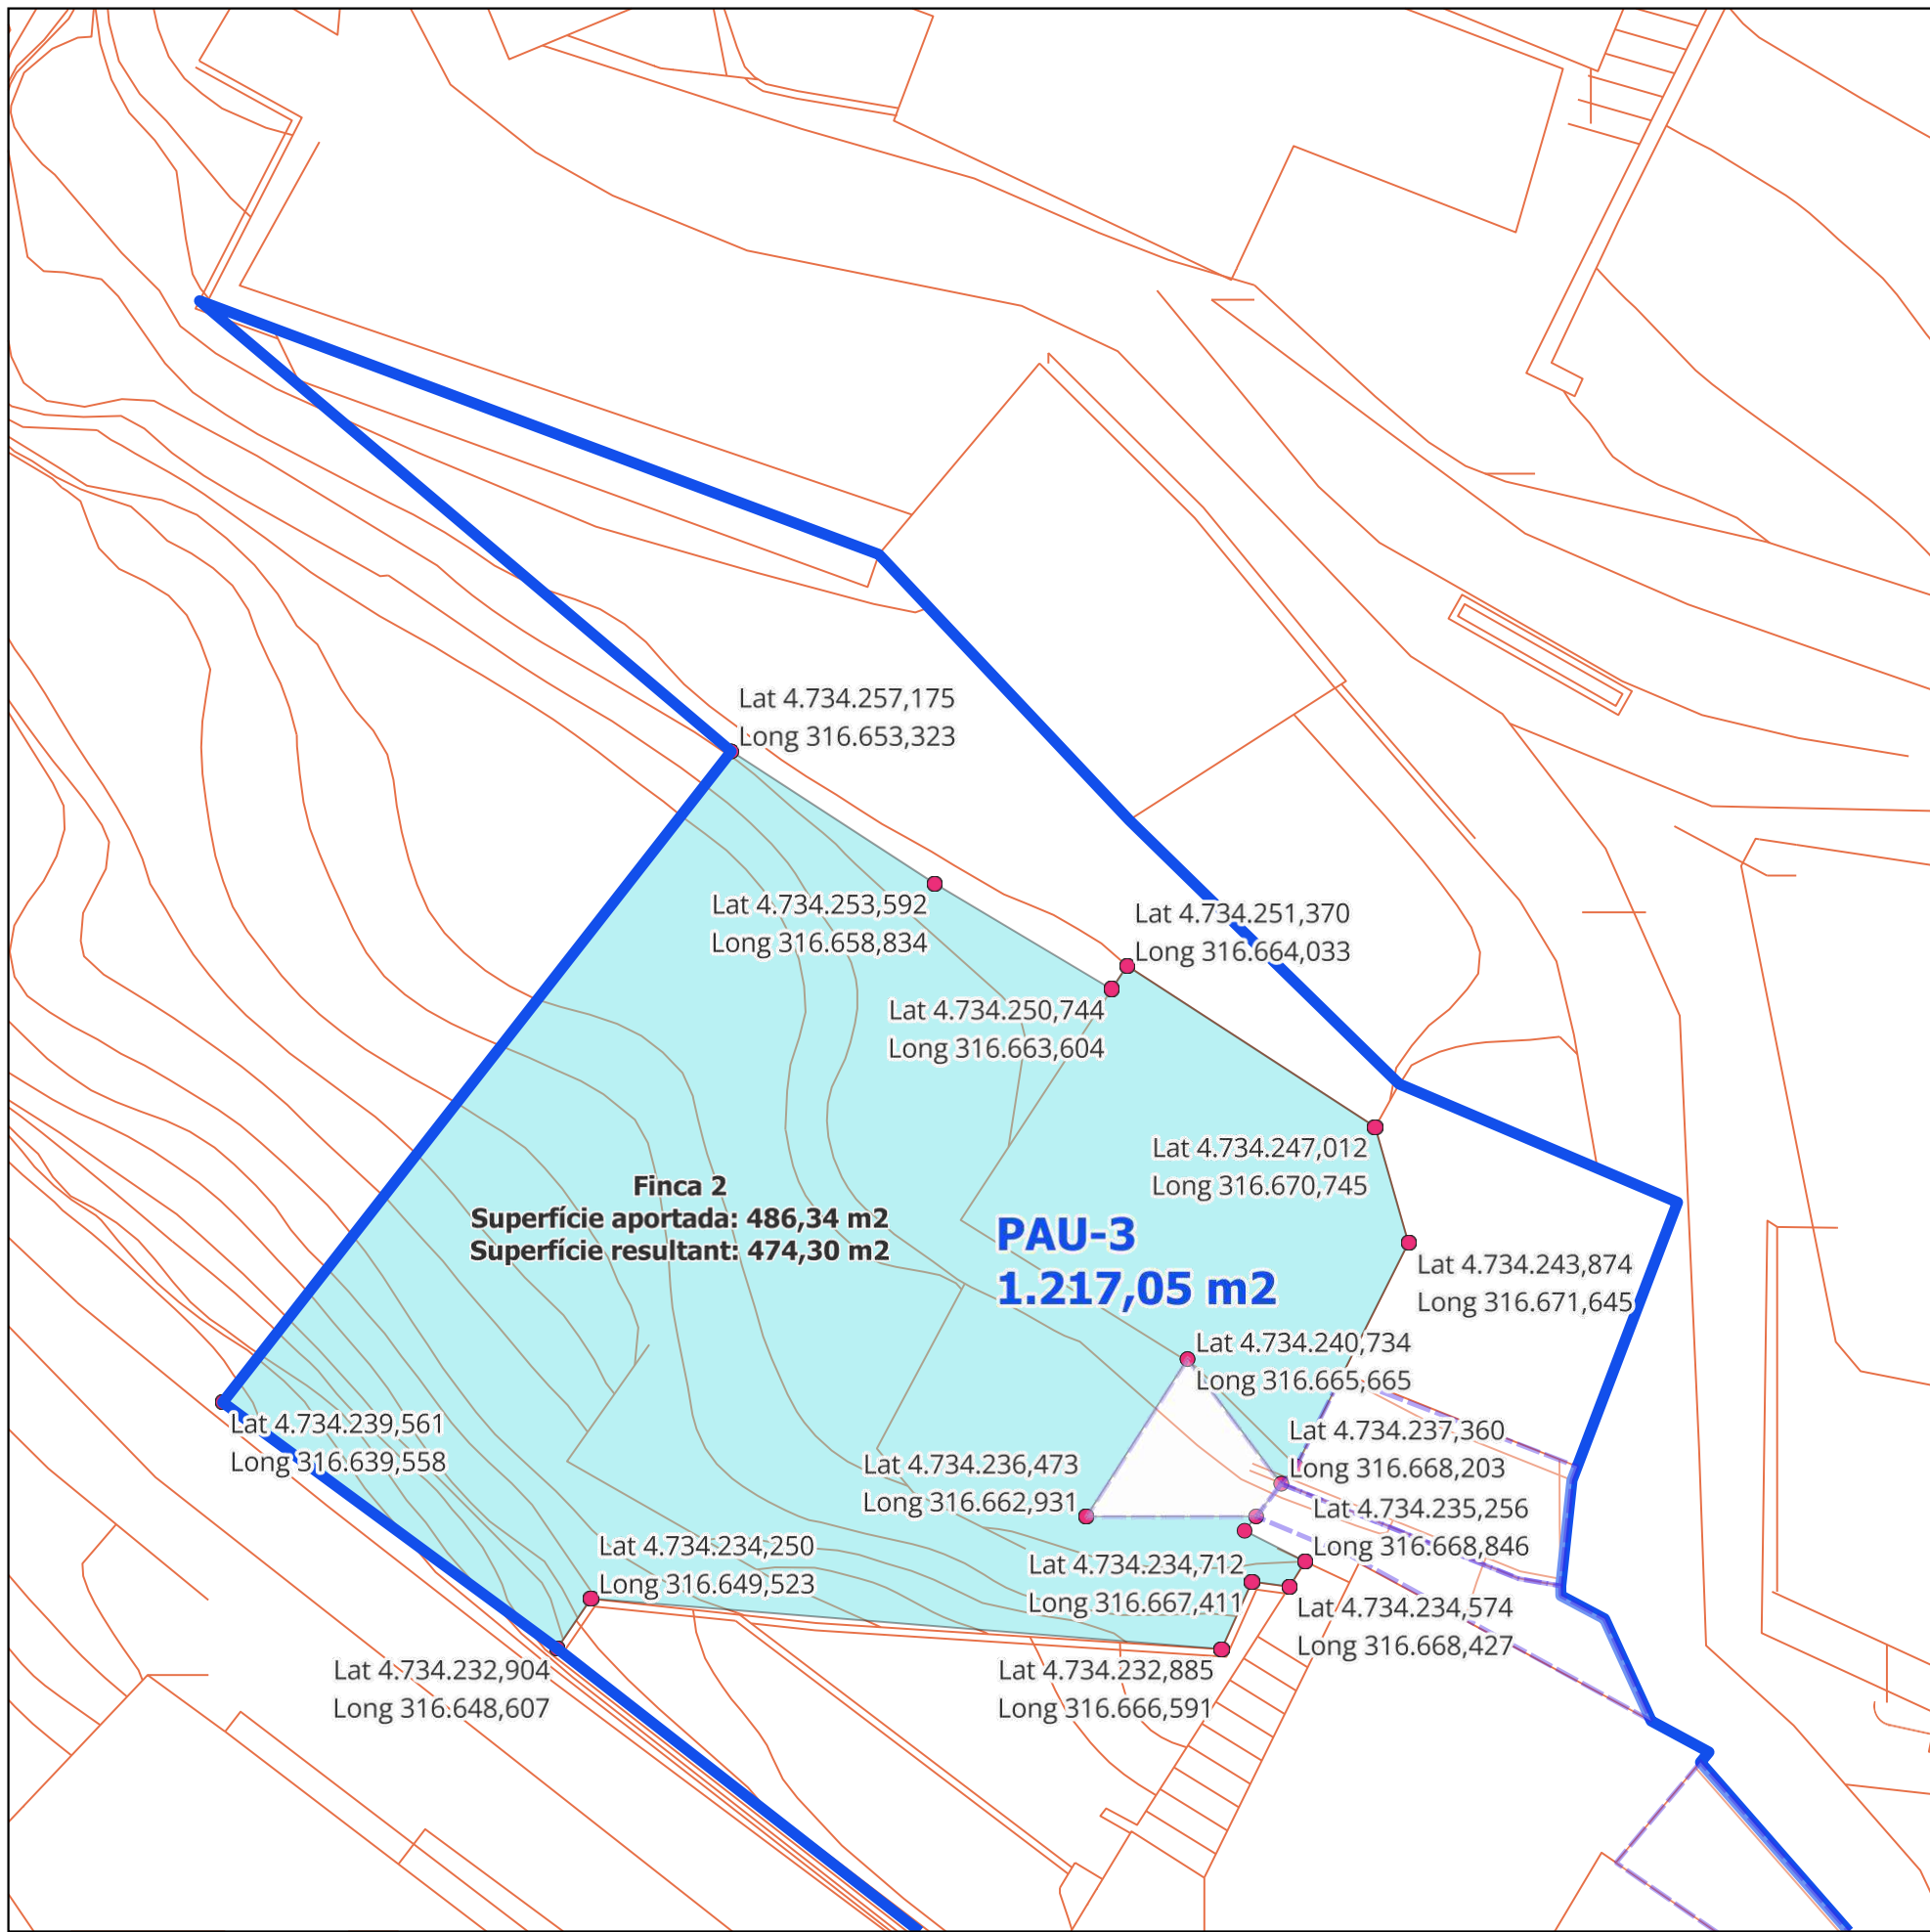 Lat 4.734.257,175
Long 316.653,323
Lat 4.734.253,592
Long 316.658,834
Lat 4.734.251,370
Long 316.664,033
Lat 4.734.250,744
Long 316.663,604
Lat 4.734.247,012
Long 316.670,745
Finca 2
Superfície aportada: 486,34 m2
Superfície resultant: 474,30 m2
PAU-3
1.217,05 m2
Lat 4.734.243,874
Long 316.671,645
Lat 4.734.240,734
Long 316.665,665
Lat 4.734.239,561
Long 316.639,558
Lat 4.734.237,360
Long 316.668,203
Lat 4.734.236,473
Long 316.662,931
Lat 4.734.235,256
Long 316.668,846
Lat 4.734.234,250
Long 316.649,523
Lat 4.734.234,712
Long 316.667,411
Lat 4.734.234,574
Long 316.668,427
Lat 4.734.232,904
Long 316.648,607
Lat 4.734.232,885
Long 316.666,591